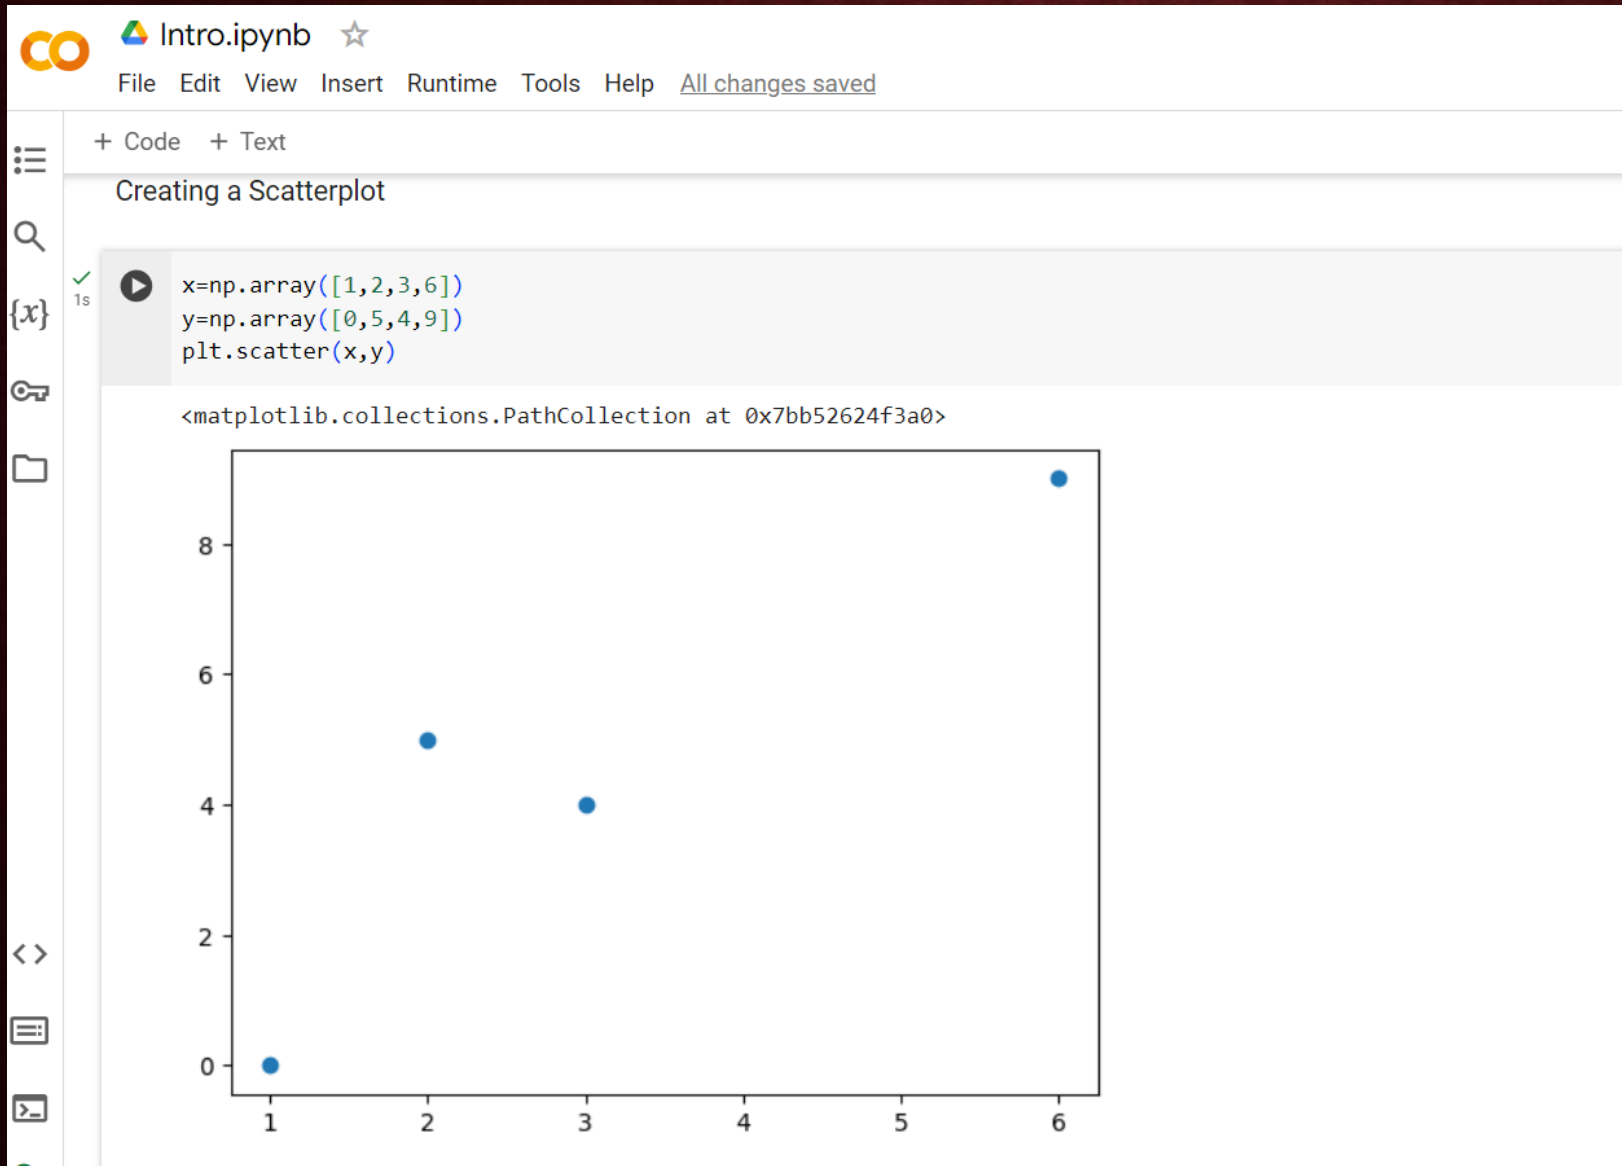 Intro.ipynb
File Edit View Insert Runtime Tools Help All changes saved
+ Code + Text
Creating a Scatterplot
1s
x=np.array([1,2,3,6])
y=np.array([0,5,4,9])
plt.scatter(x,y)
<matplotlib.collections.PathCollection at 0x7bb52624f3a0>
8
6
4
2
0
1 2 3 4 5 6